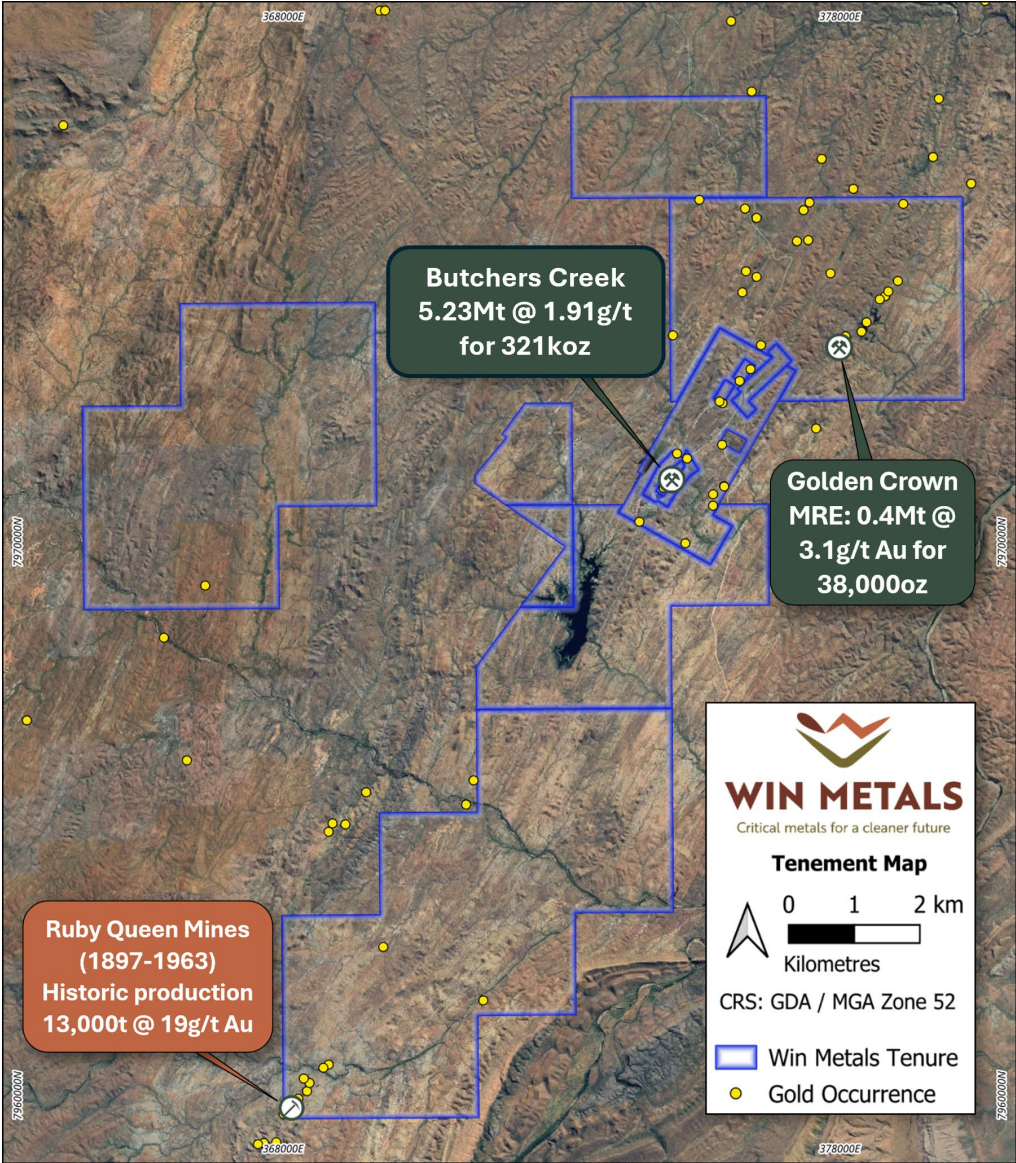 368000E
378000E
Butchers Creek
5.23Mt @ 1.91g/t
for 321koz
Golden Crown
MRE: 0.4Mt @
3.1g/t Au for
38,000oz
7970000N
7970000N
WIN METALS
Critical metals for a cleaner future
Tenement Map
0 1 2 km
Kilometres
CRS: GDA / MGA Zone 52
Win Metals Tenure
Gold Occurrence
Ruby Queen Mines
(1897-1963)
Historic production
13,000t @ 19g/t Au
7960000N
7960000N
368000E
378000E